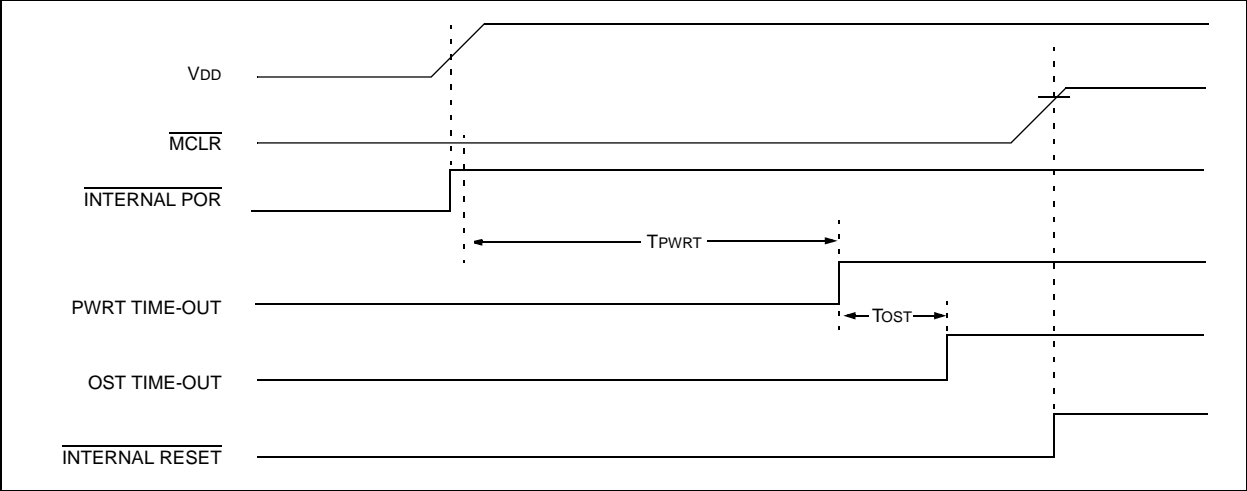 VDD
MCLR
INTERNAL POR
TPWRT
PWRT TIME-OUT
TOST
OST TIME-OUT
INTERNAL RESET